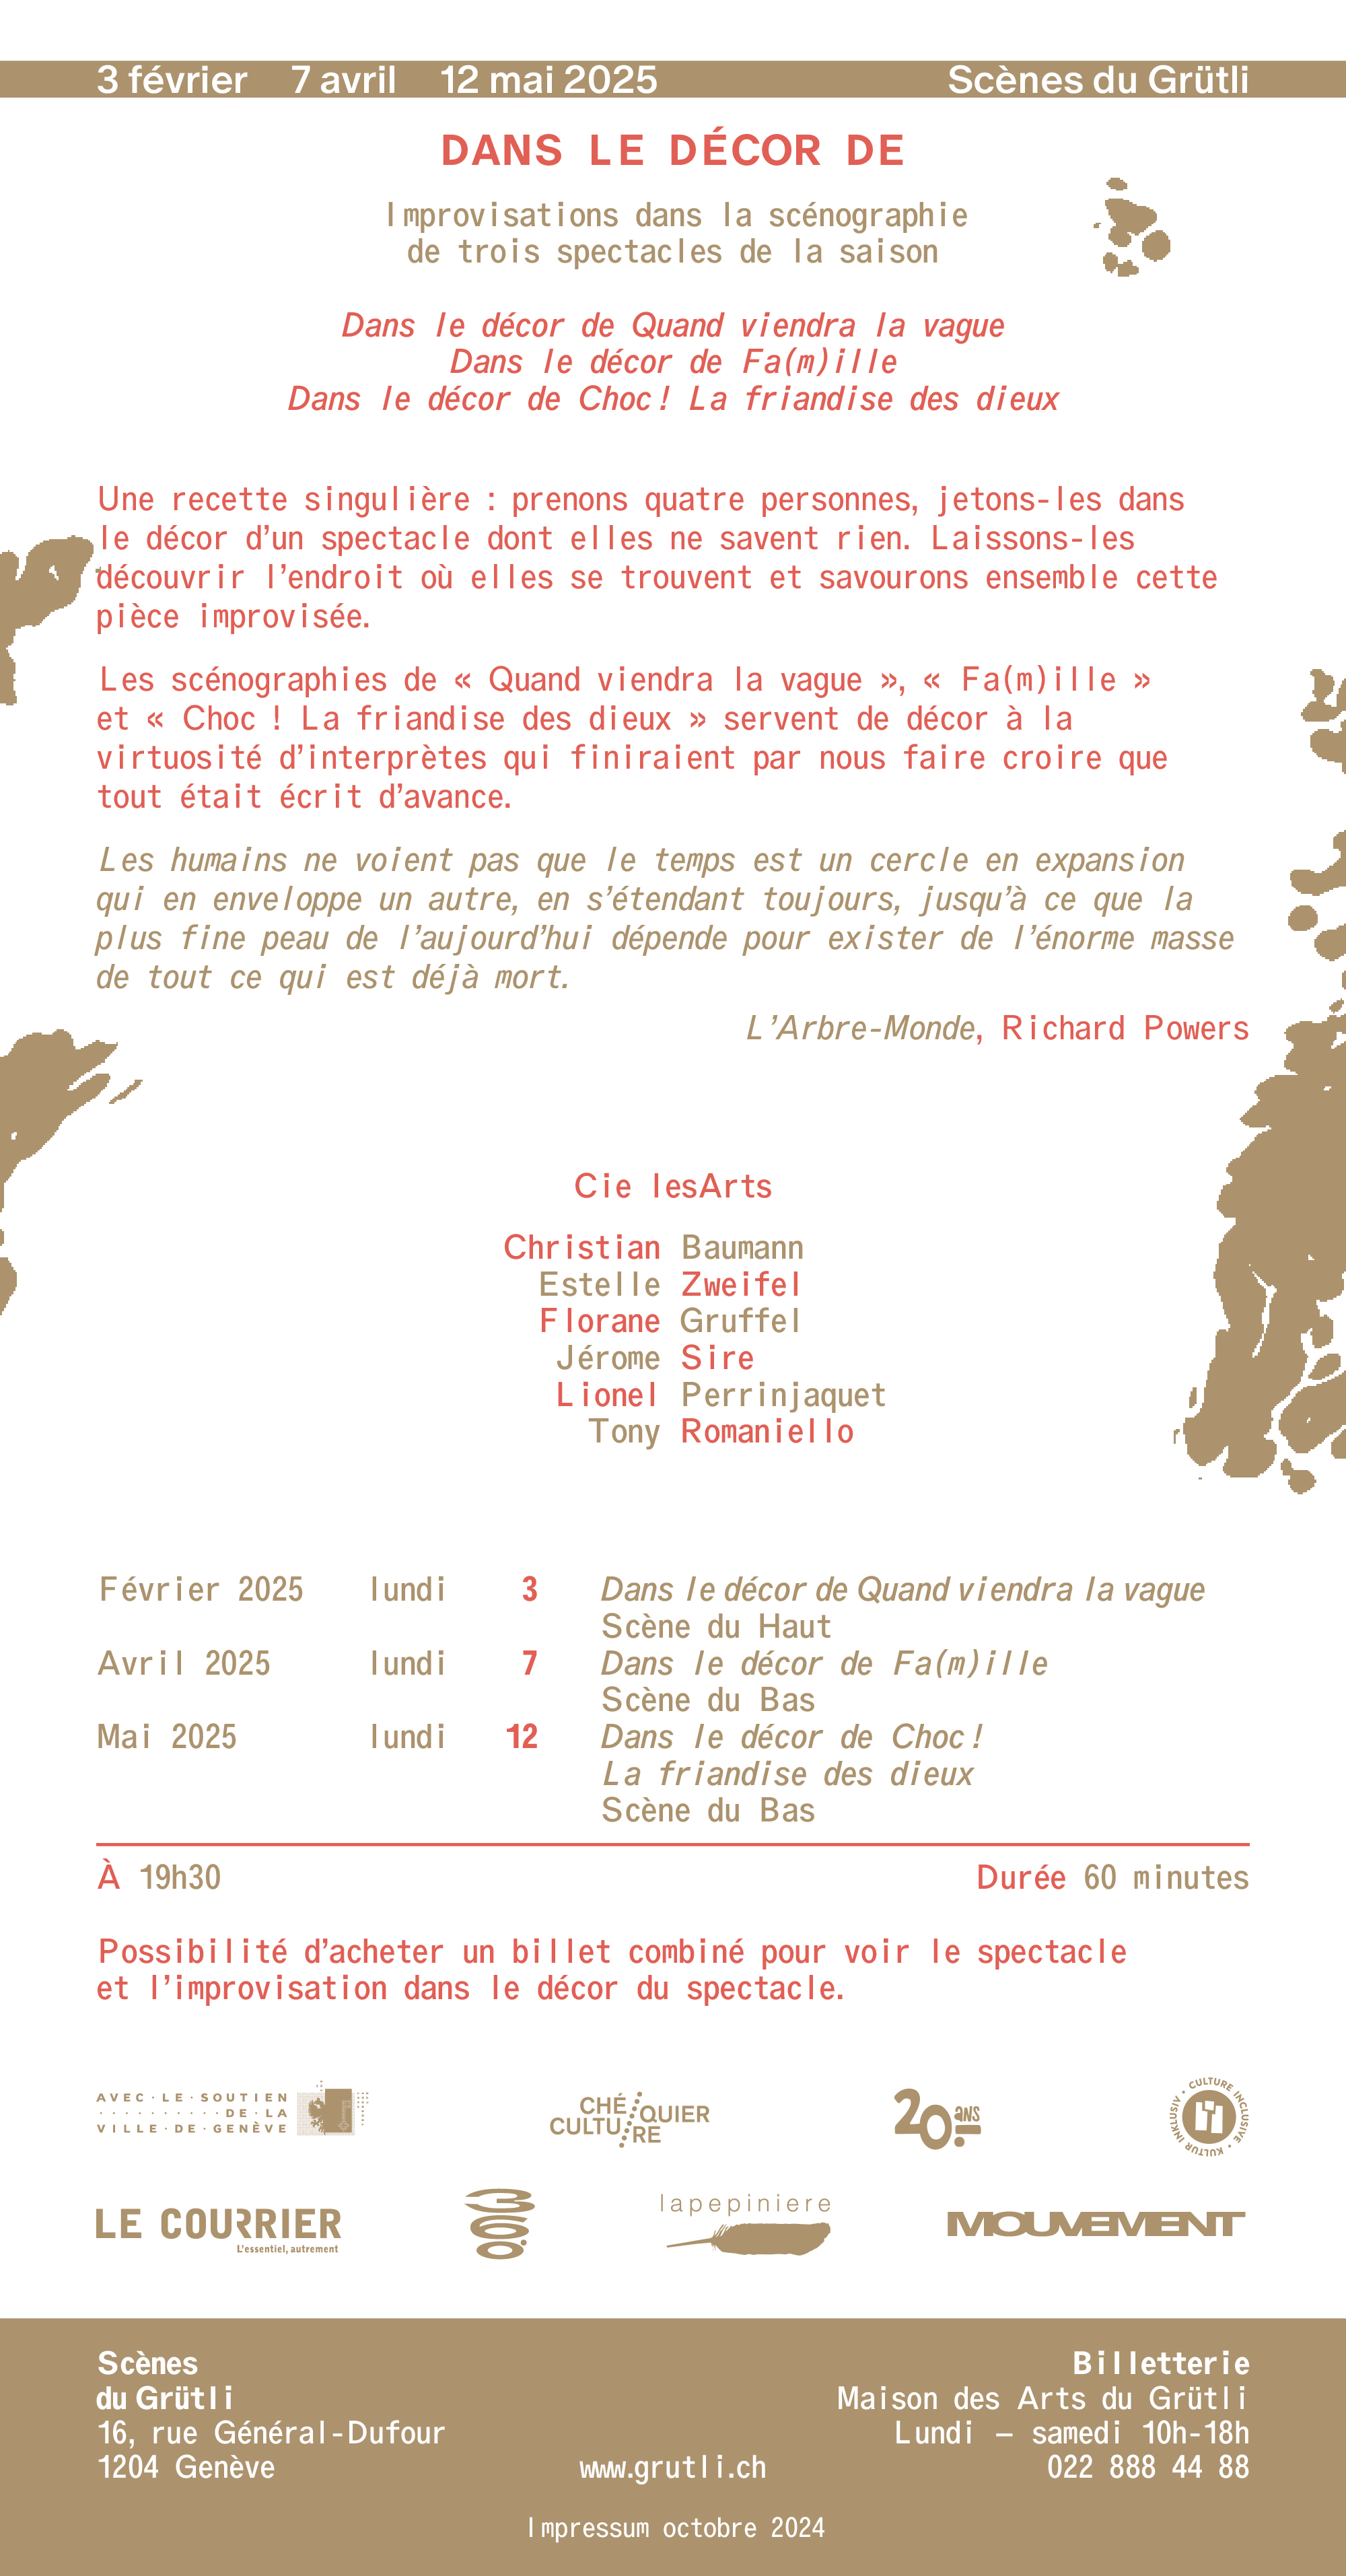 3 février 7 avril 12 mai 2025 Scènes du Grütli
DANS LE DÉCOR DE
Improvisations dans la scénographie
de trois spectacles de la saison
Dans le décor de Quand viendra la vague
Dans le décor de Fa(m)ille
Dans le décor de Choc! La friandise des dieux
Une recette singulière : prenons quatre personnes, jetons-les dans
le décor d’un spectacle dont elles ne savent rien. Laissons-les
découvrir l’endroit où elles se trouvent et savourons ensemble cette
pièce improvisée.
Les scénographies de « Quand viendra la vague », « Fa(m)ille »
et « Choc ! La friandise des dieux » servent de décor à la
virtuosité d’interprètes qui finiraient par nous faire croire que
tout était écrit d’avance.
Les humains ne voient pas que le temps est un cercle en expansion
qui en enveloppe un autre, en s’étendant toujours, jusqu’à ce que la
plus fine peau de l’aujourd’hui dépende pour exister de l’énorme masse
de tout ce qui est déjà mort.
L’Arbre-Monde, Richard Powers
Cie lesArts
Christian Baumann
Estelle Zweifel
Florane Gruffel
Jérome Sire
Lionel Perrinjaquet
Tony Romaniello
Février 2025 lundi 3 Dans le décor de Quand viendra la vague
Scène du Haut
Avril 2025 lundi 7 Dans le décor de Fa(m)ille
Scène du Bas
Mai 2025 lundi 12 Dans le décor de Choc!
La friandise des dieux
Scène du Bas
À 19h30 Durée 60 minutes
Possibilité d’acheter un billet combiné pour voir le spectacle
et l’improvisation dans le décor du spectacle.
AVEC·LE·SOUTIEN
DE·LA
VILLE·DE·GENÈVE
CHÉQUIER
CULTURE
20 ans
CULTURE INCLUSIVE • KULTUR INKLUSIV •
LE COURRIER
L’essentiel, autrement
300
lapepiniere
MOUVEMENT
Scènes
du Grütli
16, rue Général-Dufour
1204 Genève
www.grutli.ch
Billetterie
Maison des Arts du Grütli
Lundi – samedi 10h-18h
022 888 44 88
Impressum octobre 2024